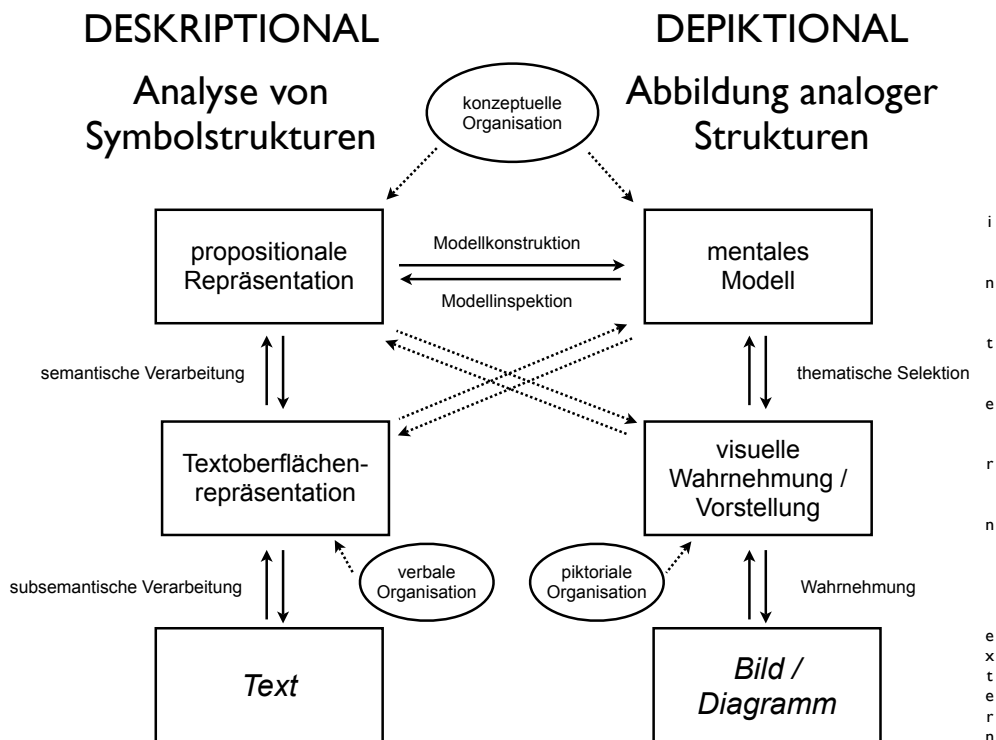 DESKRIPTIONAL
DEPIKTIONAL
Analyse von
Symbolstrukturen
konzeptuelle
Organisation
Abbildung analoger
Strukturen
propositionale
Repräsentation
Modellkonstruktion
Modellinspektion
mentales
Modell
semantische Verarbeitung
thematische Selektion
Textoberflächen-
repräsentation
visuelle
Wahrnehmung /
Vorstellung
subsemantische Verarbeitung
verbale
Organisation
piktoriale
Organisation
Wahrnehmung
Text
Bild /
Diagramm
i
n
t
e
r
n
e
x
t
e
r
n